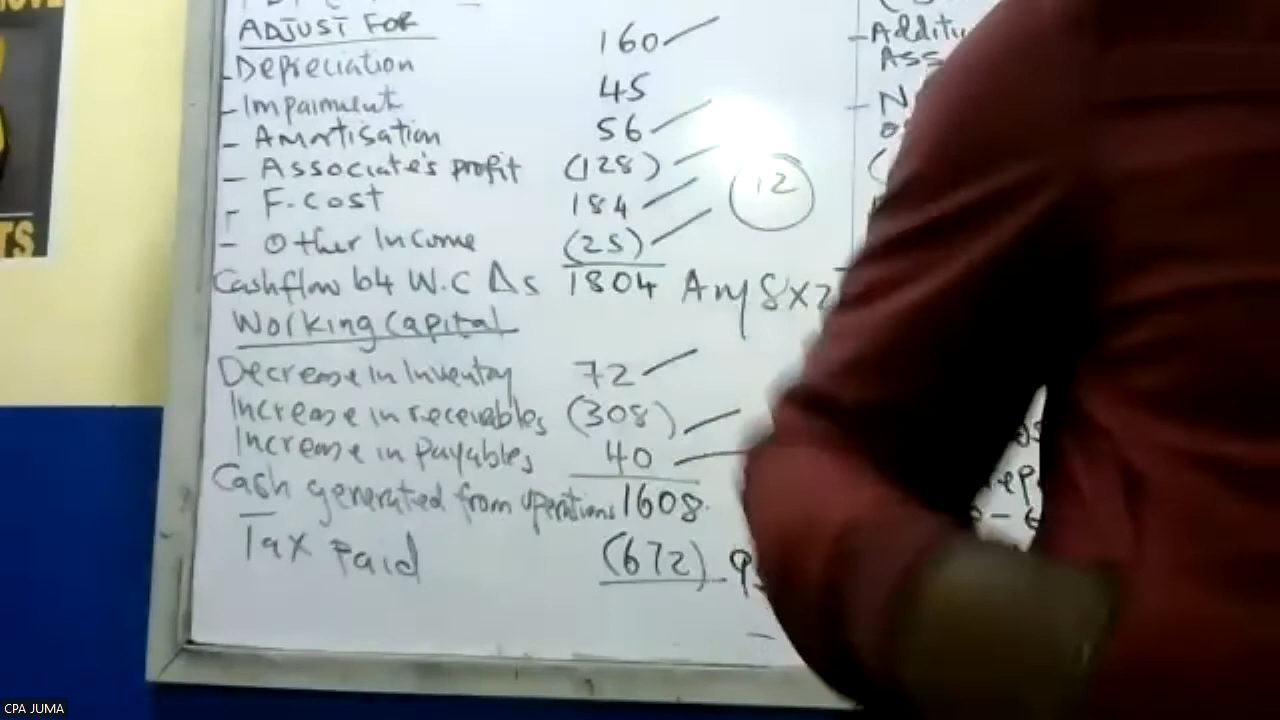 ADJUST FOR
-Depreciation 160
-Impairment 45
- Amortisation 56
- Associate's profit (128)
- F.cost 184
- Other Income (25)
12
Cashflow b4 W.C Δs 1804 Any 8x
Working Capital
Decrease in Inventory 72
Increase in receivables (308)
Increase in Payables 40
Cash generated from operations 1608
Tax Paid (672)
TS
CPA JUMA